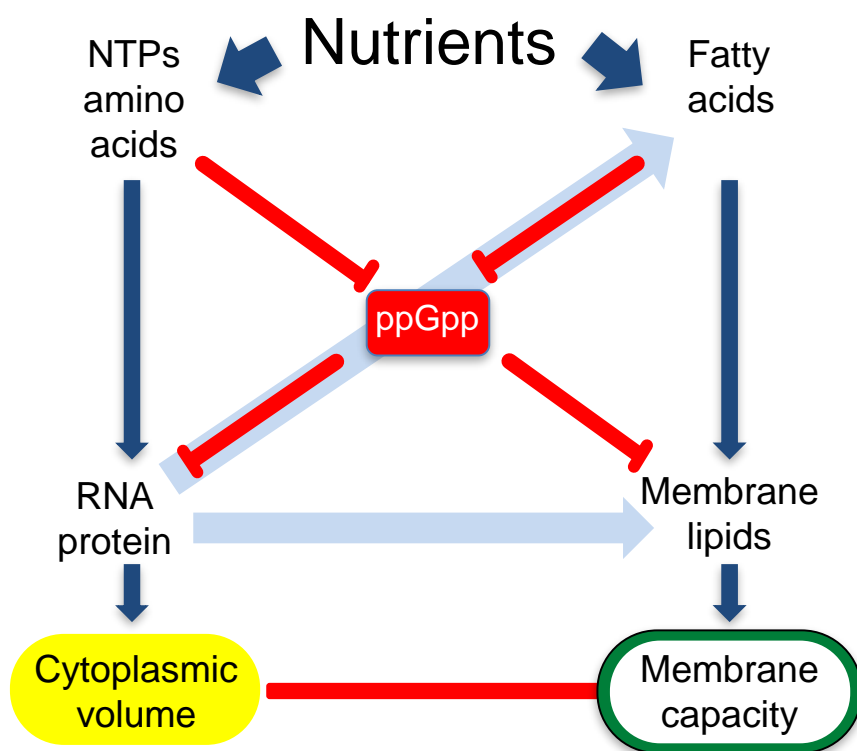 Nutrients
NTPs
amino
acids
Fatty
acids
ppGpp
RNA
protein
Membrane
lipids
Cytoplasmic
volume
Membrane
capacity